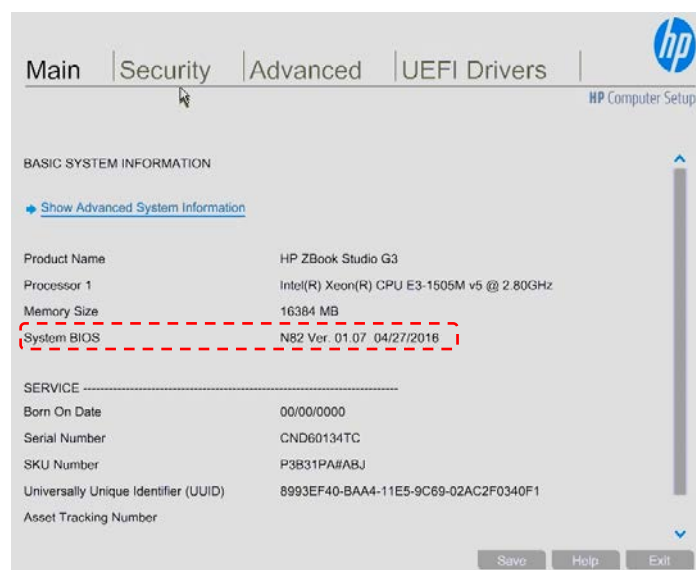 hp
Main Security Advanced UEFI Drivers
HP Computer Setup
BASIC SYSTEM INFORMATION
Show Advanced System Information
Product Name HP ZBook Studio G3
Processor 1 Intel(R) Xeon(R) CPU E3-1505M v5 @ 2.80GHz
Memory Size 16384 MB
System BIOS N82 Ver. 01.07 04/27/2016
SERVICE ------------------------------------------------------------------------------
Born On Date 00/00/0000
Serial Number CND60134TC
SKU Number P3B31PA#ABJ
Universally Unique Identifier (UUID) 8993EF40-BAA4-11E5-9C69-02AC2F0340F1
Asset Tracking Number
Save Help Exit